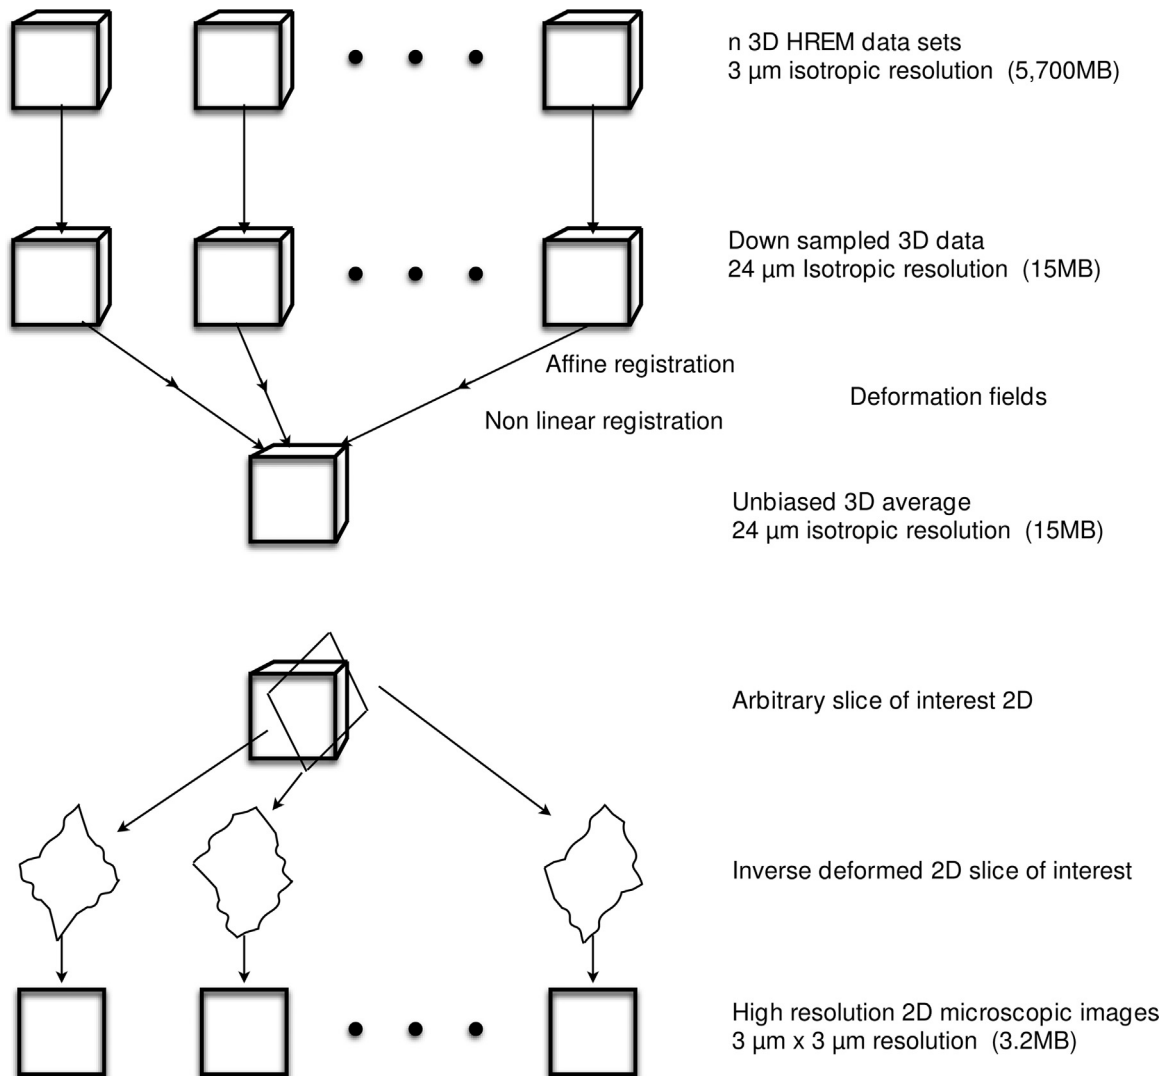 n 3D HREM data sets
3 µm isotropic resolution (5,700MB)
Down sampled 3D data
24 µm Isotropic resolution (15MB)
Affine registration
Deformation fields
Non linear registration
Unbiased 3D average
24 µm isotropic resolution (15MB)
Arbitrary slice of interest 2D
Inverse deformed 2D slice of interest
High resolution 2D microscopic images
3 µm x 3 µm resolution (3.2MB)